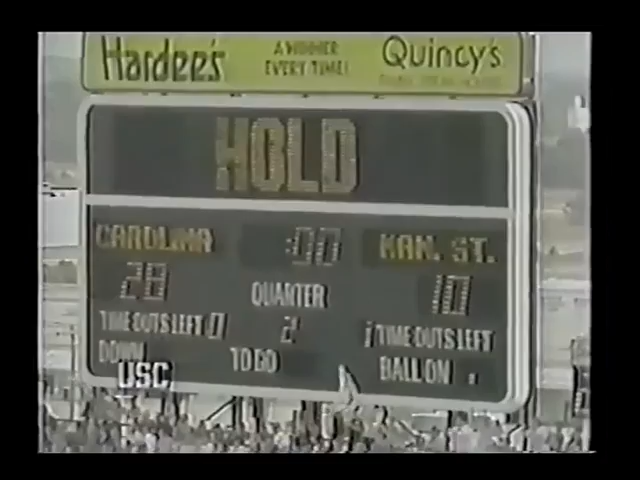 Hardee's
A WINNER
EVERY TIME!
Quincy's
HOLD
CAROLINA :00 KAN. ST.
28 QUARTER 10
TIME OUTS LEFT 0 2 1 TIME OUTS LEFT
DOWN TO GO BALL ON
USC